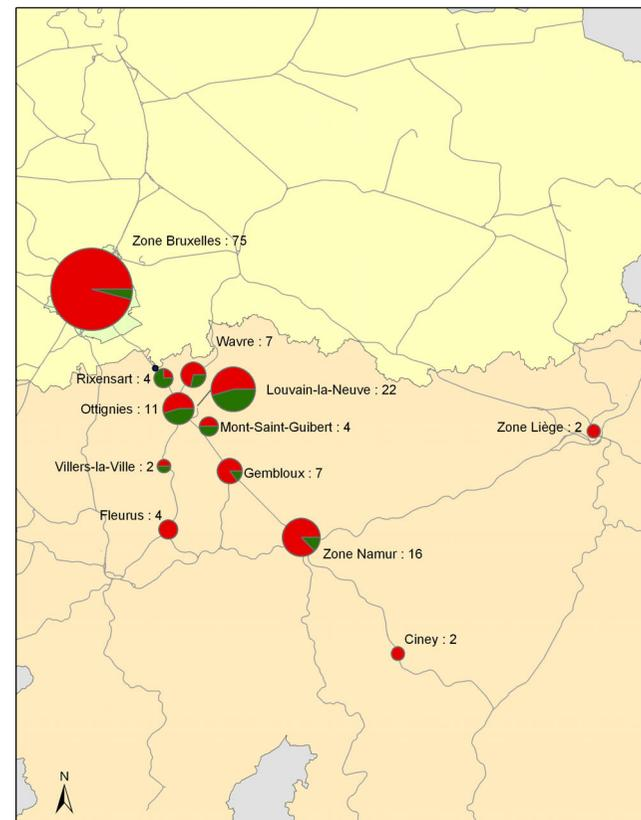 Zone Bruxelles : 75
Wavre : 7
Rixensart : 4
Louvain-la-Neuve : 22
Ottignies : 11
Mont-Saint-Guibert : 4
Zone Liège : 2
Villers-la-Ville : 2
Gembloux : 7
Fleurus : 4
Zone Namur : 16
Ciney : 2
N